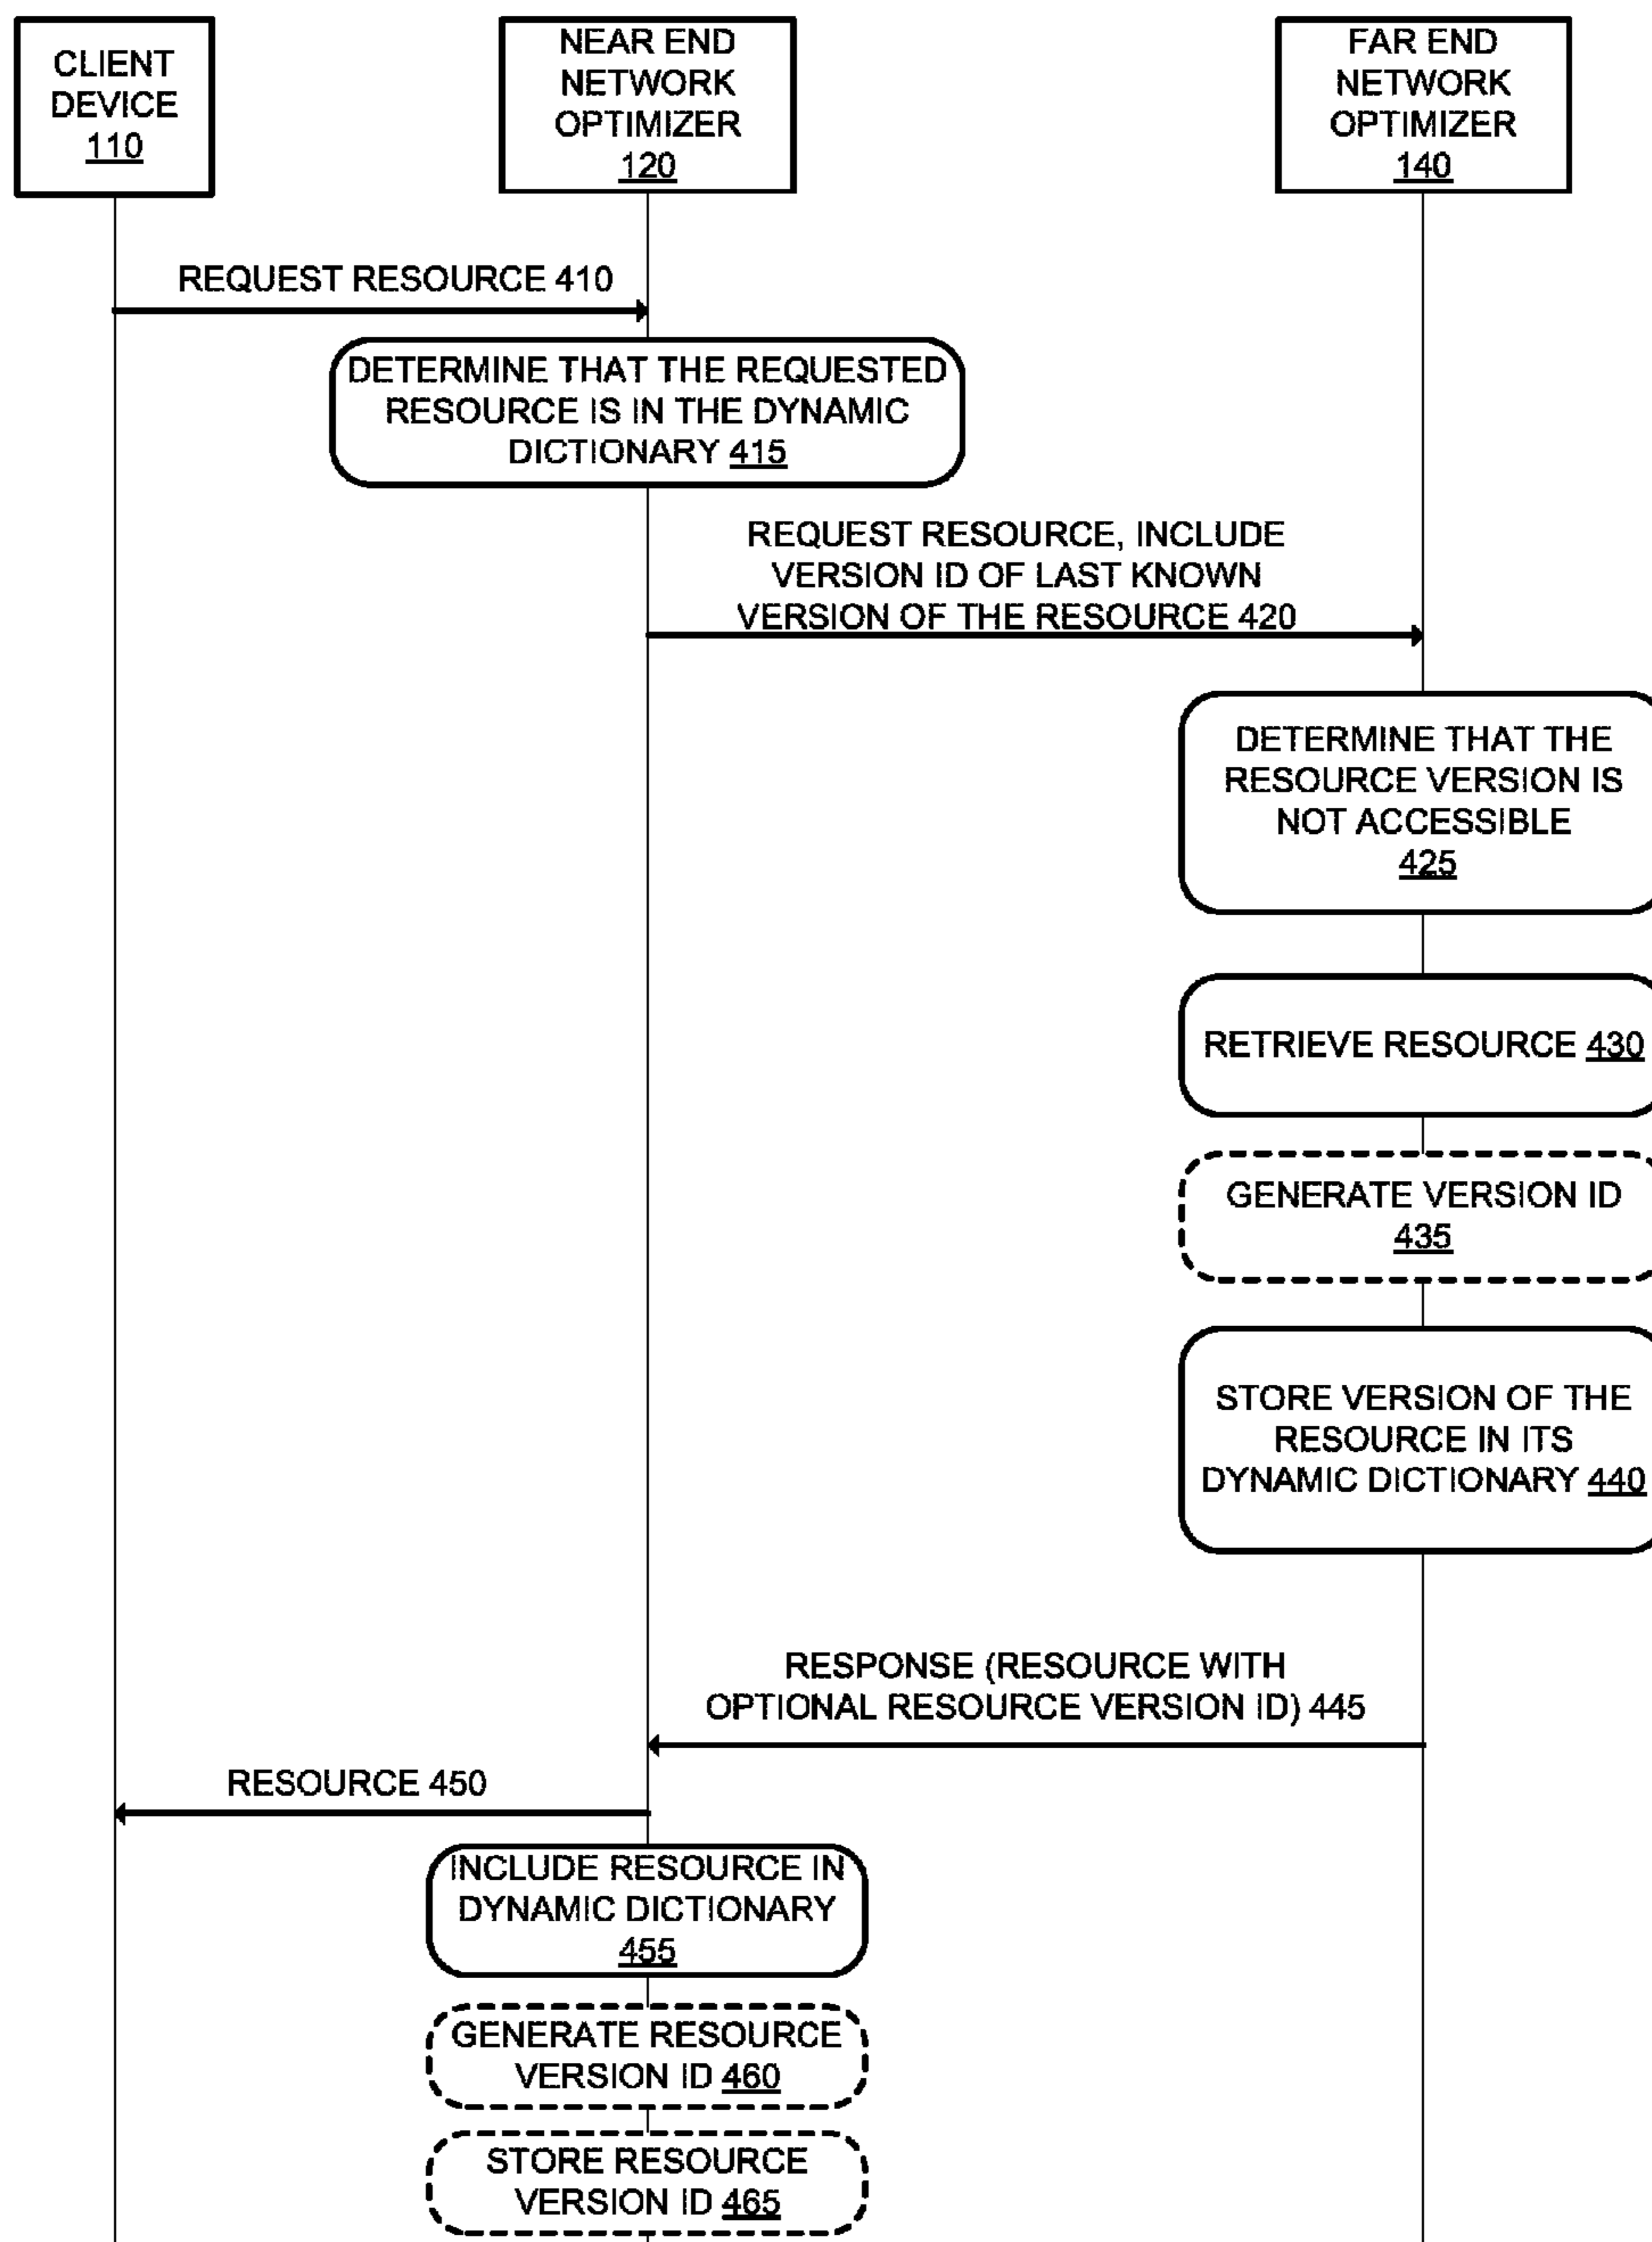 CLIENT
DEVICE
110
NEAR END
NETWORK
OPTIMIZER
120
FAR END
NETWORK
OPTIMIZER
140
REQUEST RESOURCE 410
DETERMINE THAT THE REQUESTED
RESOURCE IS IN THE DYNAMIC
DICTIONARY 415
REQUEST RESOURCE, INCLUDE
VERSION ID OF LAST KNOWN
VERSION OF THE RESOURCE 420
DETERMINE THAT THE
RESOURCE VERSION IS
NOT ACCESSIBLE
425
RETRIEVE RESOURCE 430
GENERATE VERSION ID
435
STORE VERSION OF THE
RESOURCE IN ITS
DYNAMIC DICTIONARY 440
RESPONSE (RESOURCE WITH
OPTIONAL RESOURCE VERSION ID) 445
RESOURCE 450
INCLUDE RESOURCE IN
DYNAMIC DICTIONARY
455
GENERATE RESOURCE
VERSION ID 460
STORE RESOURCE
VERSION ID 465